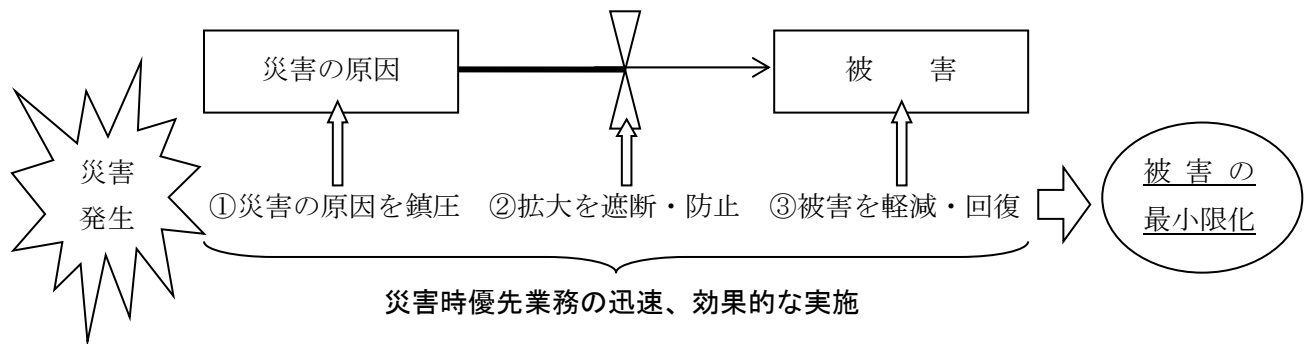 災害の原因
被 害
災害
発生
①災害の原因を鎮圧 ②拡大を遮断・防止 ③被害を軽減・回復
被 害 の
最小限化
災害時優先業務の迅速、効果的な実施